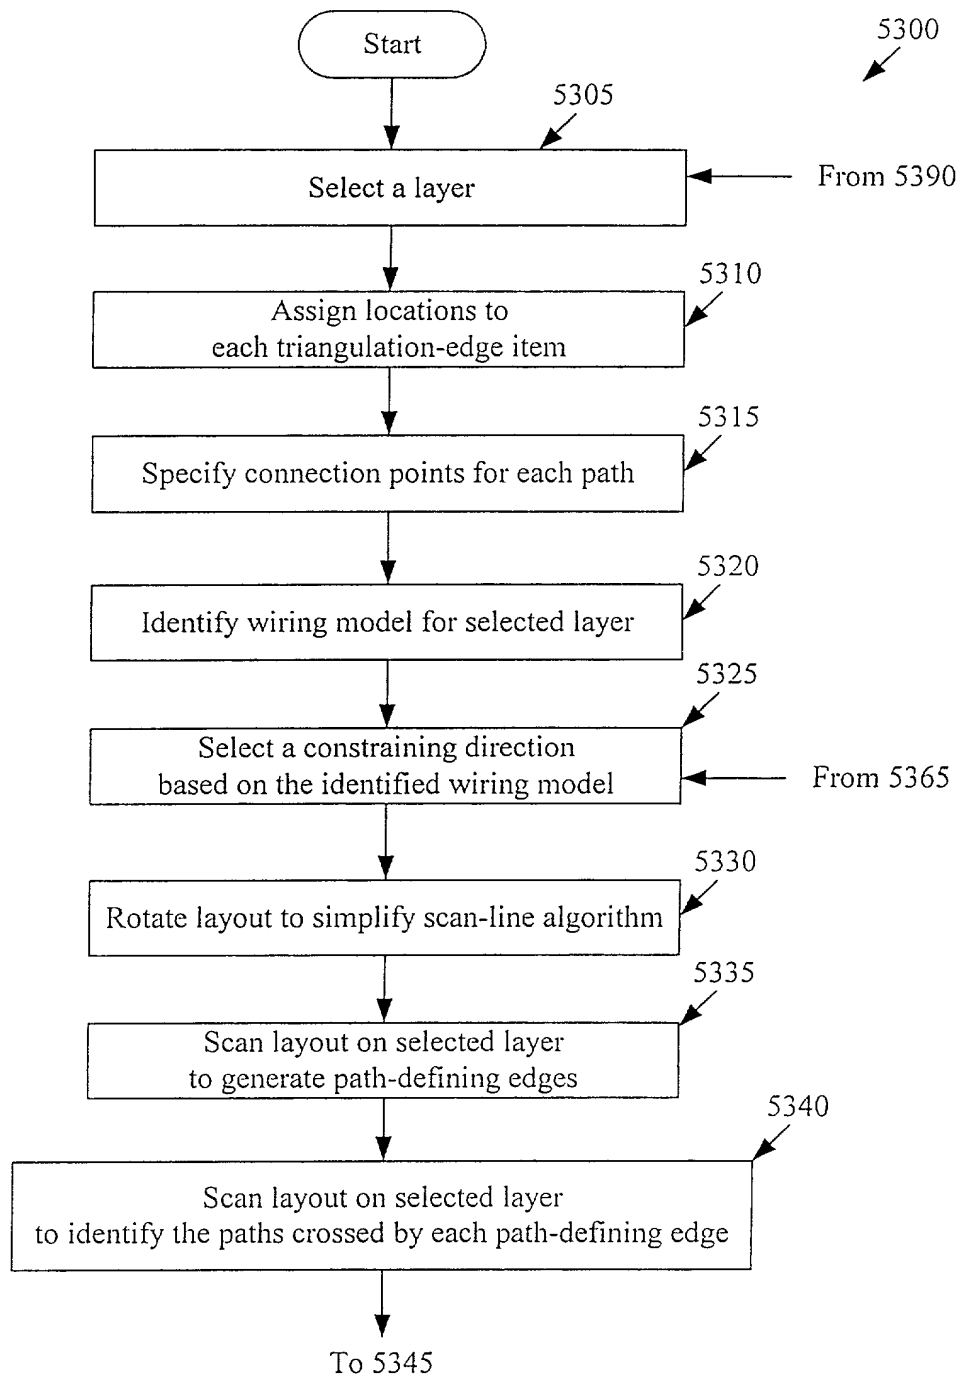 Start
5300
5305
Select a layer
From 5390
5310
Assign locations to
each triangulation-edge item
5315
Specify connection points for each path
5320
Identify wiring model for selected layer
5325
Select a constraining direction
based on the identified wiring model
From 5365
5330
Rotate layout to simplify scan-line algorithm
5335
Scan layout on selected layer
to generate path-defining edges
5340
Scan layout on selected layer
to identify the paths crossed by each path-defining edge
To 5345